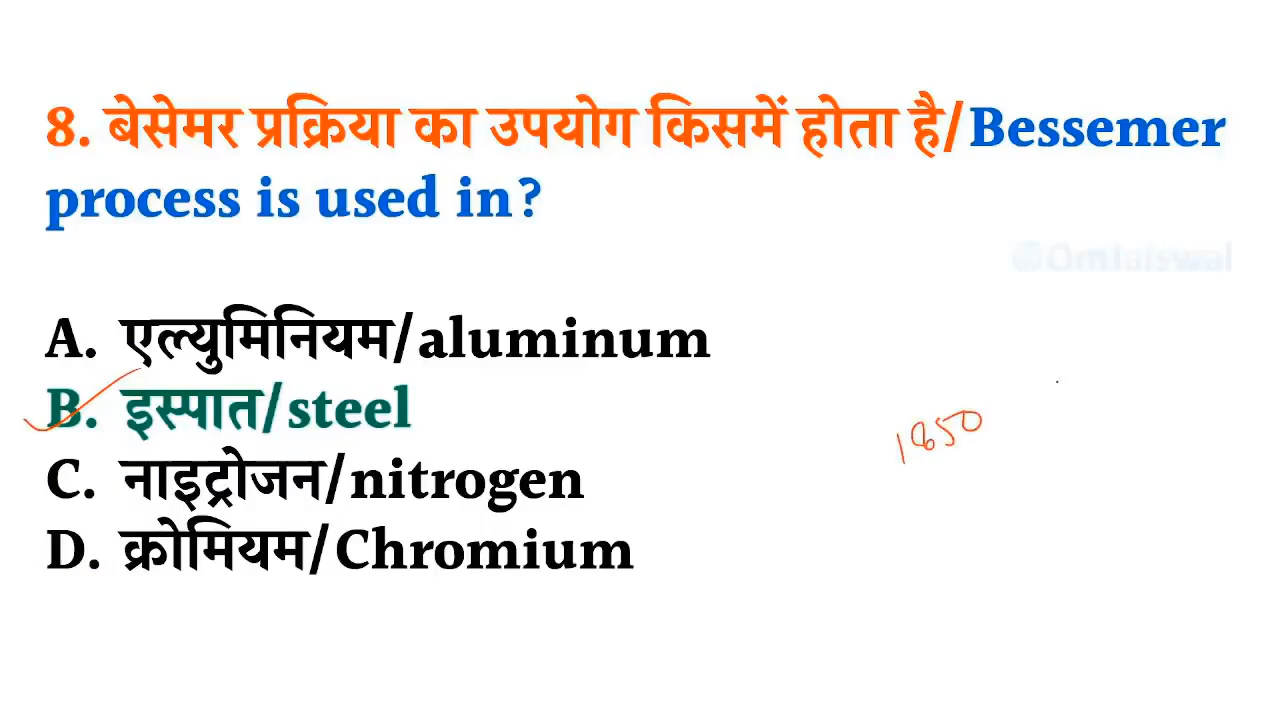 8. बेसेमर प्रक्रिया का उपयोग किसमें होता है/Bessemer
process is used in?
@OmJaiswal
A. एल्युमिनियम/aluminum
B. इस्पात/steel
1850
C. नाइट्रोजन/nitrogen
D. क्रोमियम/Chromium